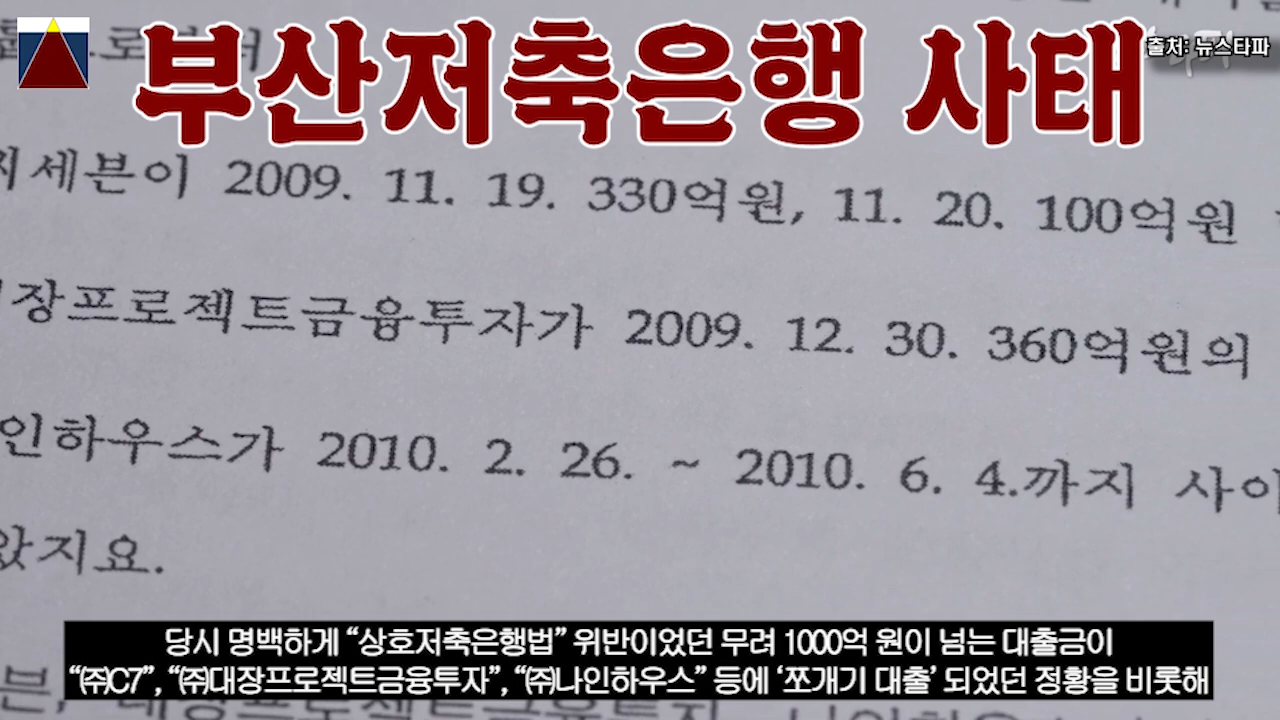 부산저축은행 사태
출처: 뉴스타파
씨세븐이 2009. 11. 19. 330억원, 11. 20. 100억원
장프로젝트금융투자가 2009. 12. 30. 360억원의
인하우스가 2010. 2. 26. ~ 2010. 6. 4.까지 사이
았지요.
당시 명백하게 “상호저축은행법” 위반이었던 무려 1000억 원이 넘는 대출금이
“㈜C7”, “㈜대장프로젝트금융투자”, “㈜나인하우스” 등에 ‘쪼개기 대출’ 되었던 정황을 비롯해